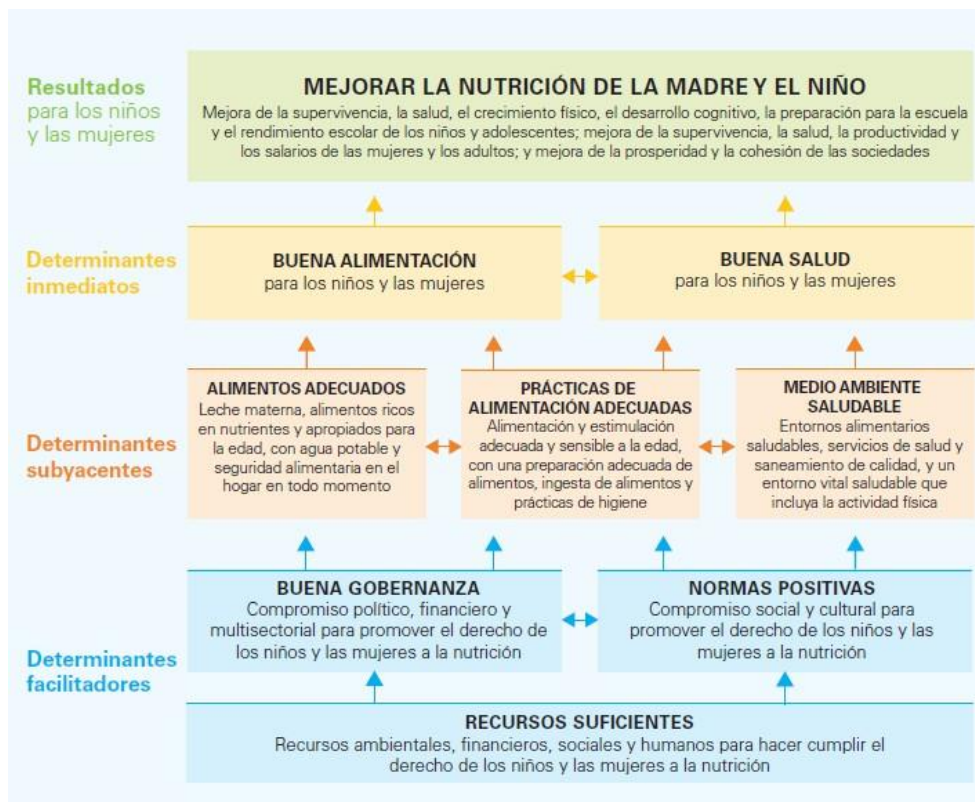 Resultados
para los niños
y las mujeres
MEJORAR LA NUTRICIÓN DE LA MADRE Y EL NIÑO
Mejora de la supervivencia, la salud, el crecimiento físico, el desarrollo cognitivo, la preparación para la escuela
y el rendimiento escolar de los niños y adolescentes; mejora de la supervivencia, la salud, la productividad y
los salarios de las mujeres y los adultos; y mejora de la prosperidad y la cohesión de las sociedades
Determinantes
inmediatos
BUENA ALIMENTACIÓN
para los niños y las mujeres
BUENA SALUD
para los niños y las mujeres
Determinantes
subyacentes
ALIMENTOS ADECUADOS
Leche materna, alimentos ricos
en nutrientes y apropiados para
la edad, con agua potable y
seguridad alimentaria en el
hogar en todo momento
PRÁCTICAS DE
ALIMENTACIÓN ADECUADAS
Alimentación y estimulación
adecuada y sensible a la edad,
con una preparación adecuada de
alimentos, ingesta de alimentos y
prácticas de higiene
MEDIO AMBIENTE
SALUDABLE
Entornos alimentarios
saludables, servicios de salud y
saneamiento de calidad, y un
entorno vital saludable que
incluya la actividad física
Determinantes
facilitadores
BUENA GOBERNANZA
Compromiso político, financiero y
multisectorial para promover el derecho de
los niños y las mujeres a la nutrición
NORMAS POSITIVAS
Compromiso social y cultural para
promover el derecho de los niños y las
mujeres a la nutrición
RECURSOS SUFICIENTES
Recursos ambientales, financieros, sociales y humanos para hacer cumplir el
derecho de los niños y las mujeres a la nutrición